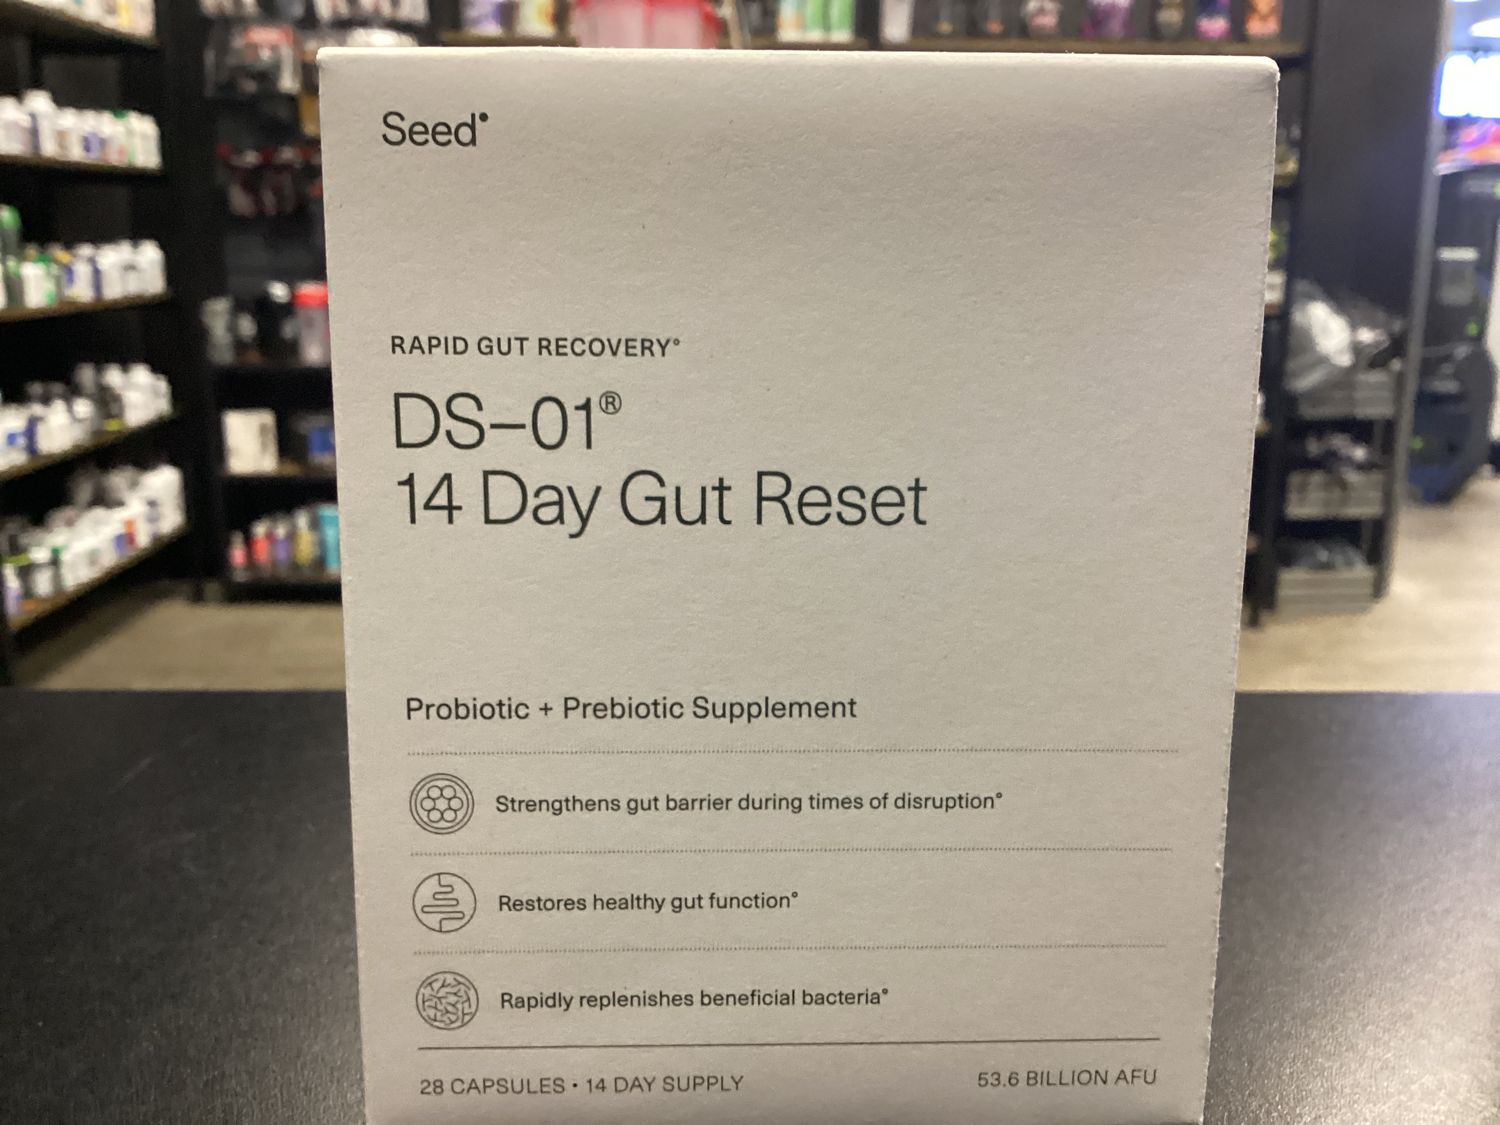 Seed•
RAPID GUT RECOVERY°
DS–01®
14 Day Gut Reset
Probiotic + Prebiotic Supplement
Strengthens gut barrier during times of disruption°
Restores healthy gut function°
Rapidly replenishes beneficial bacteria°
28 CAPSULES • 14 DAY SUPPLY 53.6 BILLION AFU